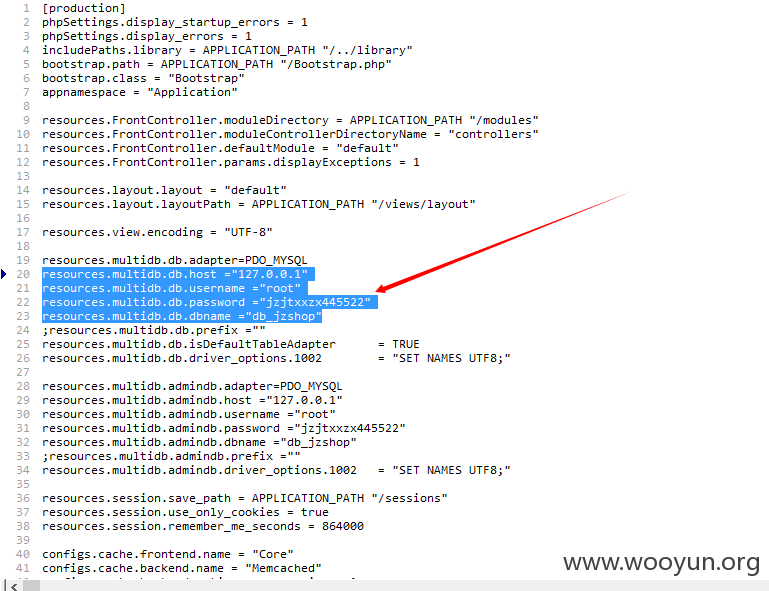 1 [production]
2 phpSettings.display_startup_errors = 1
3 phpSettings.display_errors = 1
4 includePaths.library = APPLICATION_PATH "/../library"
5 bootstrap.path = APPLICATION_PATH "/Bootstrap.php"
6 bootstrap.class = "Bootstrap"
7 appnamespace = "Application"
8
9 resources.FrontController.moduleDirectory = APPLICATION_PATH "/modules"
10 resources.FrontController.moduleControllerDirectoryName = "controllers"
11 resources.FrontController.defaultModule = "default"
12 resources.FrontController.params.displayExceptions = 1
13
14 resources.layout.layout = "default"
15 resources.layout.layoutPath = APPLICATION_PATH "/views/layout"
16
17 resources.view.encoding = "UTF-8"
18
19 resources.multidb.db.adapter=PDO_MYSQL
20 resources.multidb.db.host ="127.0.0.1"
21 resources.multidb.db.username ="root"
22 resources.multidb.db.password ="jzjtxxzx445522"
23 resources.multidb.db.dbname ="db_jzshop"
24 ;resources.multidb.db.prefix =""
25 resources.multidb.db.isDefaultTableAdapter = TRUE
26 resources.multidb.db.driver_options.1002 = "SET NAMES UTF8;"
27
28 resources.multidb.admindb.adapter=PDO_MYSQL
29 resources.multidb.admindb.host ="127.0.0.1"
30 resources.multidb.admindb.username ="root"
31 resources.multidb.admindb.password ="jzjtxxzx445522"
32 resources.multidb.admindb.dbname ="db_jzshop"
33 ;resources.multidb.admindb.prefix =""
34 resources.multidb.admindb.driver_options.1002 = "SET NAMES UTF8;"
35
36 resources.session.save_path = APPLICATION_PATH "/sessions"
37 resources.session.use_only_cookies = true
38 resources.session.remember_me_seconds = 864000
39
40 configs.cache.frontend.name = "Core"
41 configs.cache.backend.name = "Memcached"
www.wooyun.org